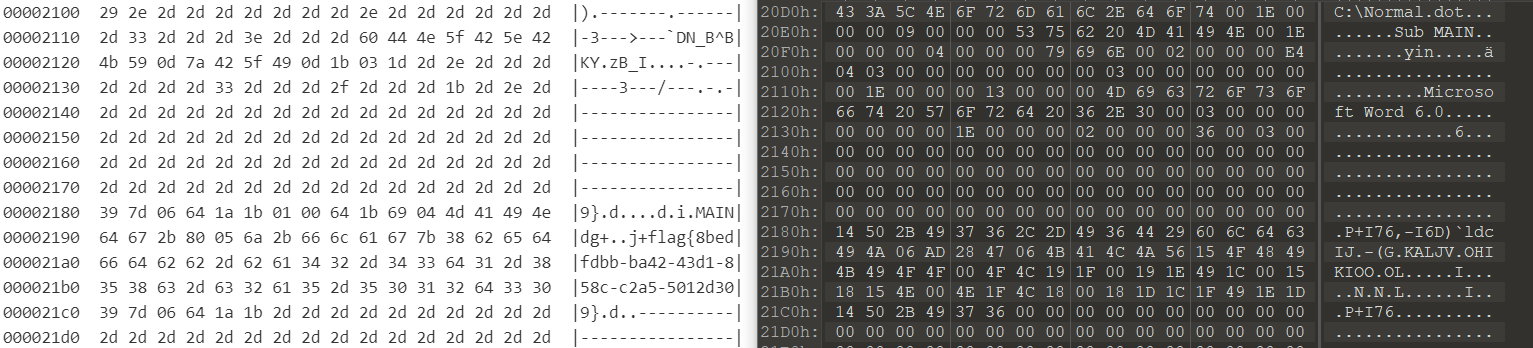 00002100 29 2e 2d 2d 2d 2d 2d 2d 2d 2e 2d 2d 2d 2d 2d 2d |).-------.------|
00002110 2d 33 2d 2d 2d 3e 2d 2d 2d 60 44 4e 5f 42 5e 42 |-3--->---`DN_B^B|
00002120 4b 59 0d 7a 42 5f 49 0d 1b 03 1d 2d 2e 2d 2d 2d |KY.zB_I....-.---|
00002130 2d 2d 2d 2d 33 2d 2d 2d 2f 2d 2d 2d 1b 2d 2e 2d |----3---/---.-.-|
00002140 2d 2d 2d 2d 2d 2d 2d 2d 2d 2d 2d 2d 2d 2d 2d 2d |----------------|
00002150 2d 2d 2d 2d 2d 2d 2d 2d 2d 2d 2d 2d 2d 2d 2d 2d |----------------|
00002160 2d 2d 2d 2d 2d 2d 2d 2d 2d 2d 2d 2d 2d 2d 2d 2d |----------------|
00002170 2d 2d 2d 2d 2d 2d 2d 2d 2d 2d 2d 2d 2d 2d 2d 2d |----------------|
00002180 39 7d 06 64 1a 1b 01 00 64 1b 69 04 4d 41 49 4e |9}.d....d.i.MAIN|
00002190 64 67 2b 80 05 6a 2b 66 6c 61 67 7b 38 62 65 64 |dg+..j+flag{8bed|
000021a0 66 64 62 62 2d 62 61 34 32 2d 34 33 64 31 2d 38 |fdbb-ba42-43d1-8|
000021b0 35 38 63 2d 63 32 61 35 2d 35 30 31 32 64 33 30 |58c-c2a5-5012d30|
000021c0 39 7d 06 64 1a 1b 2d 2d 2d 2d 2d 2d 2d 2d 2d 2d |9}.d..----------|
000021d0 2d 2d 2d 2d 2d 2d 2d 2d 2d 2d 2d 2d 2d 2d 2d 2d |----------------|
20D0h: 43 3A 5C 4E 6F 72 6D 61 6C 2E 64 6F 74 00 1E 00 C:\Normal.dot...
20E0h: 00 00 09 00 00 00 53 75 62 20 4D 41 49 4E 00 1E ......Sub MAIN..
20F0h: 00 00 00 04 00 00 00 79 69 6E 00 02 00 00 00 E4 .......yin.....ä
2100h: 04 03 00 00 00 00 00 00 03 00 00 00 00 00 00 00 ................
2110h: 00 1E 00 00 00 13 00 00 00 4D 69 63 72 6F 73 6F .........Microso
2120h: 66 74 20 57 6F 72 64 20 36 2E 30 00 03 00 00 00 ft Word 6.0.....
2130h: 00 00 00 00 1E 00 00 00 02 00 00 00 36 00 03 00 ............6...
2140h: 00 00 00 00 00 00 00 00 00 00 00 00 00 00 00 00 ................
2150h: 00 00 00 00 00 00 00 00 00 00 00 00 00 00 00 00 ................
2160h: 00 00 00 00 00 00 00 00 00 00 00 00 00 00 00 00 ................
2170h: 00 00 00 00 00 00 00 00 00 00 00 00 00 00 00 00 ................
2180h: 14 50 2B 49 37 36 2C 2D 49 36 44 29 60 6C 64 63 .P+I76,-I6D)`ldc
2190h: 49 4A 06 AD 28 47 06 4B 41 4C 4A 56 15 4F 48 49 IJ.-(G.KALJV.OHI
21A0h: 4B 49 4F 4F 00 4F 4C 19 1F 00 19 1E 49 1C 00 15 KIOO.OL.....I...
21B0h: 18 15 4E 00 4E 1F 4C 18 00 18 1D 1C 1F 49 1E 1D ..N.N.L......I..
21C0h: 14 50 2B 49 37 36 00 00 00 00 00 00 00 00 00 00 .P+I76..........
21D0h: 00 00 00 00 00 00 00 00 00 00 00 00 00 00 00 00 ................